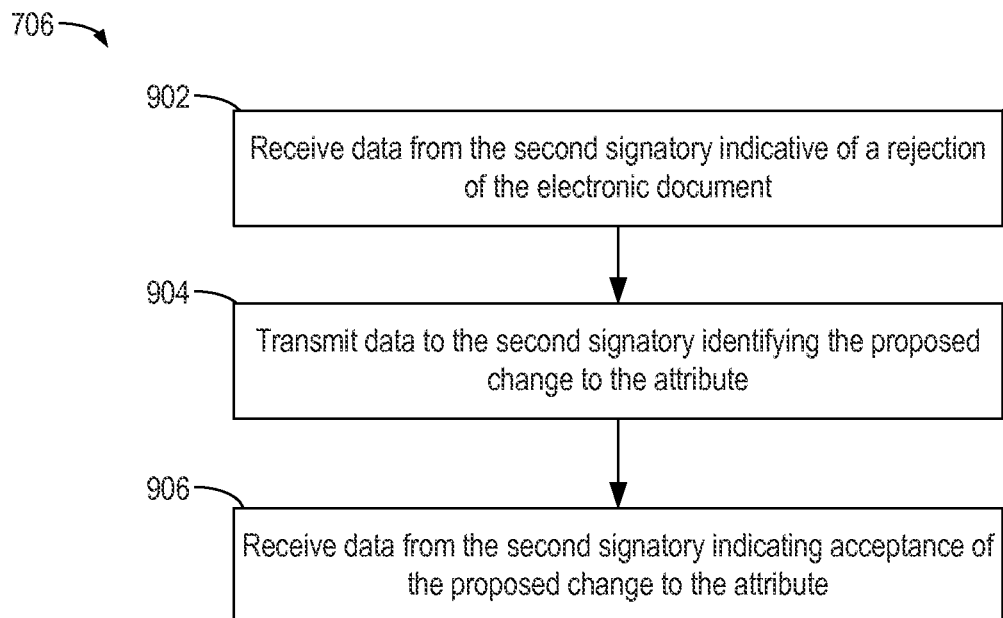 706
902
Receive data from the second signatory indicative of a rejection
of the electronic document
904
Transmit data to the second signatory identifying the proposed
change to the attribute
906
Receive data from the second signatory indicating acceptance of
the proposed change to the attribute